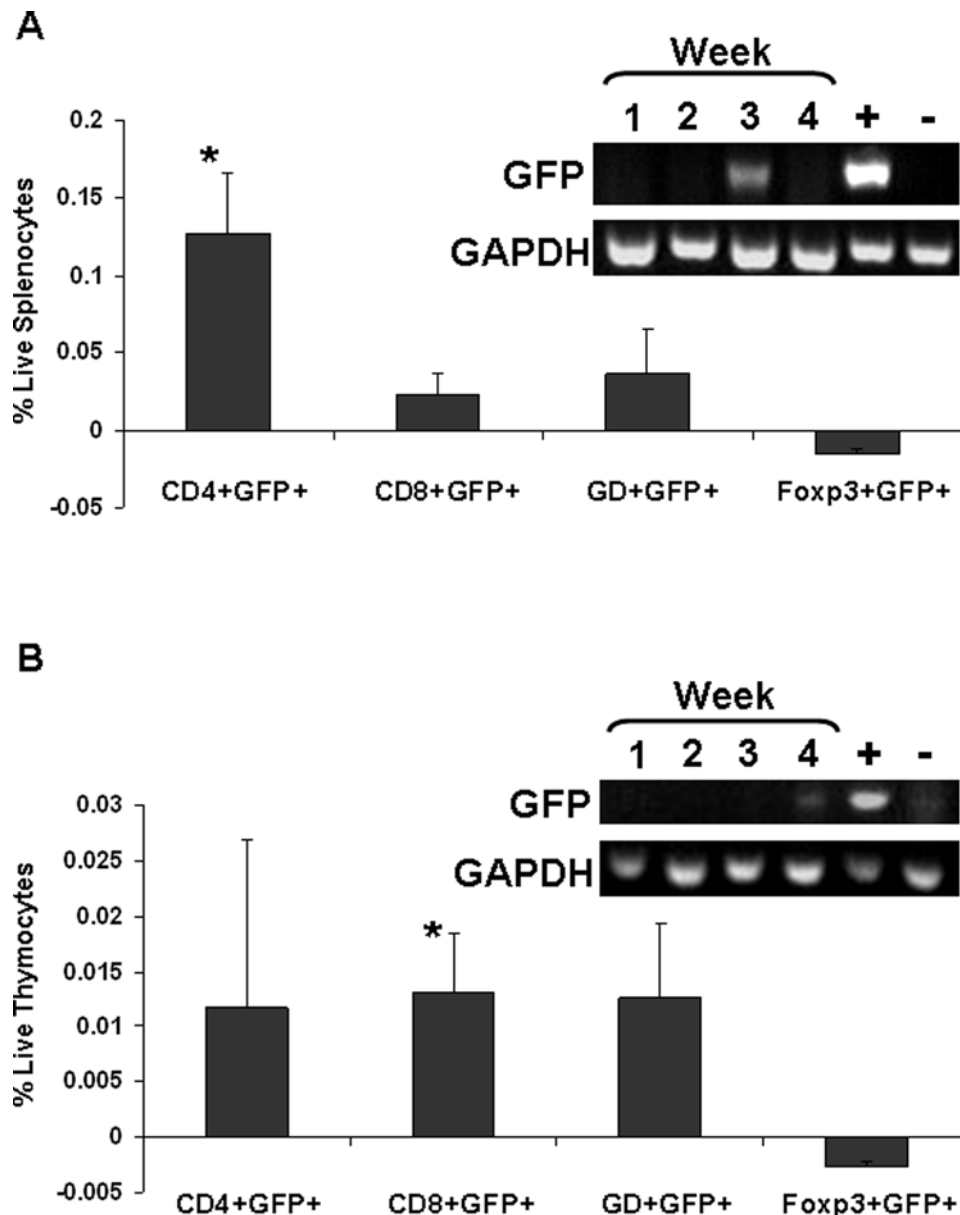 A
Week
1 2 3 4 + -
GFP
GAPDH
% Live Splenocytes
0.2
0.15
0.1
0.05
0
-0.05
*
CD4+GFP+ CD8+GFP+ GD+GFP+ Foxp3+GFP+
B
Week
1 2 3 4 + -
GFP
GAPDH
% Live Thymocytes
0.03
0.025
0.02
0.015
0.01
0.005
0
-0.005
*
CD4+GFP+ CD8+GFP+ GD+GFP+ Foxp3+GFP+